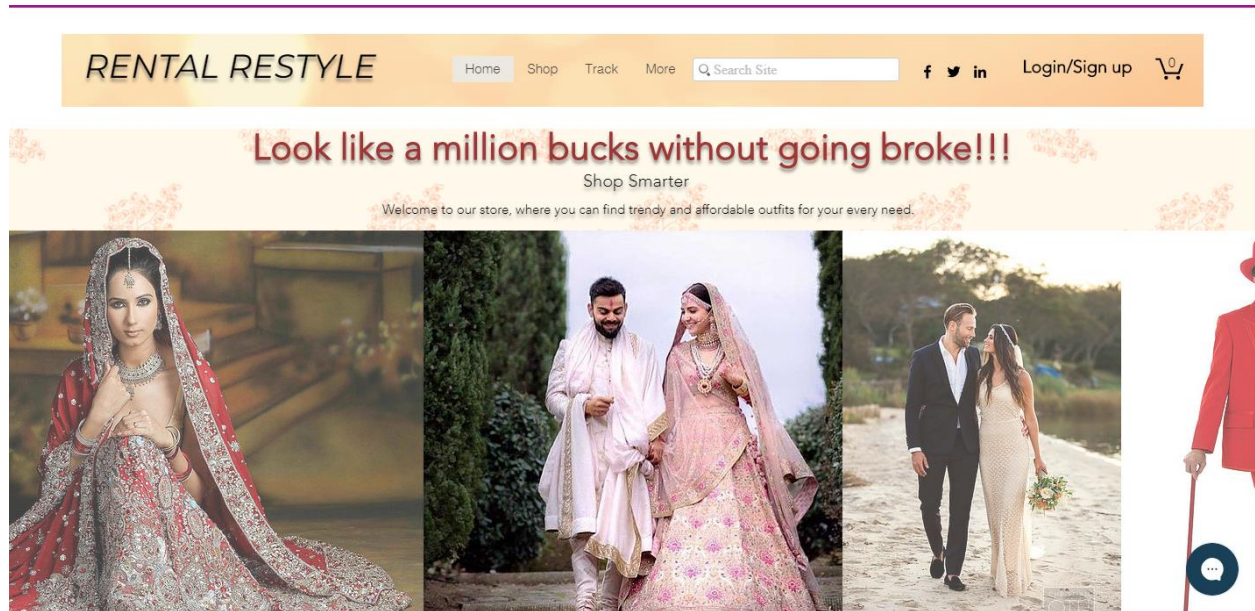 RENTAL RESTYLE
Home Shop Track More Search Site f in Login/Sign up 0
Look like a million bucks without going broke!!!
Shop Smarter
Welcome to our store, where you can find trendy and affordable outfits for your every need.